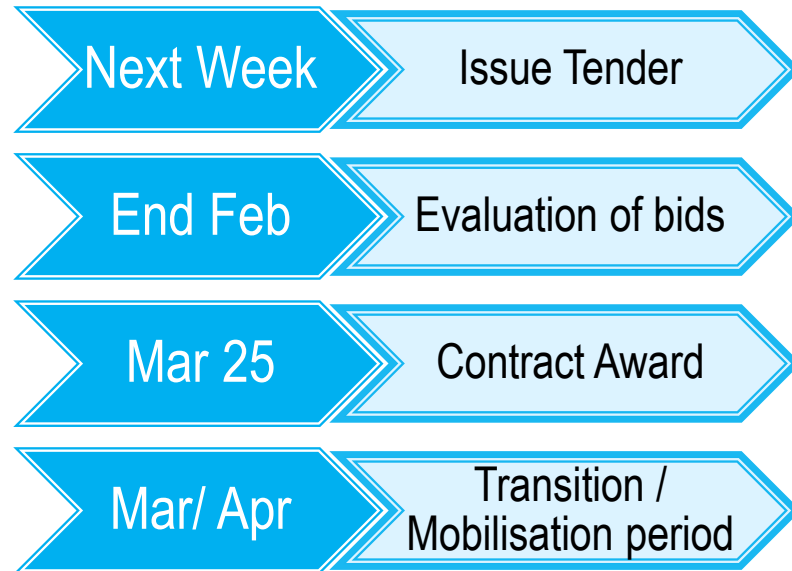 Next Week
Issue Tender
End Feb
Evaluation of bids
Mar 25
Contract Award
Mar/ Apr
Transition /
Mobilisation period